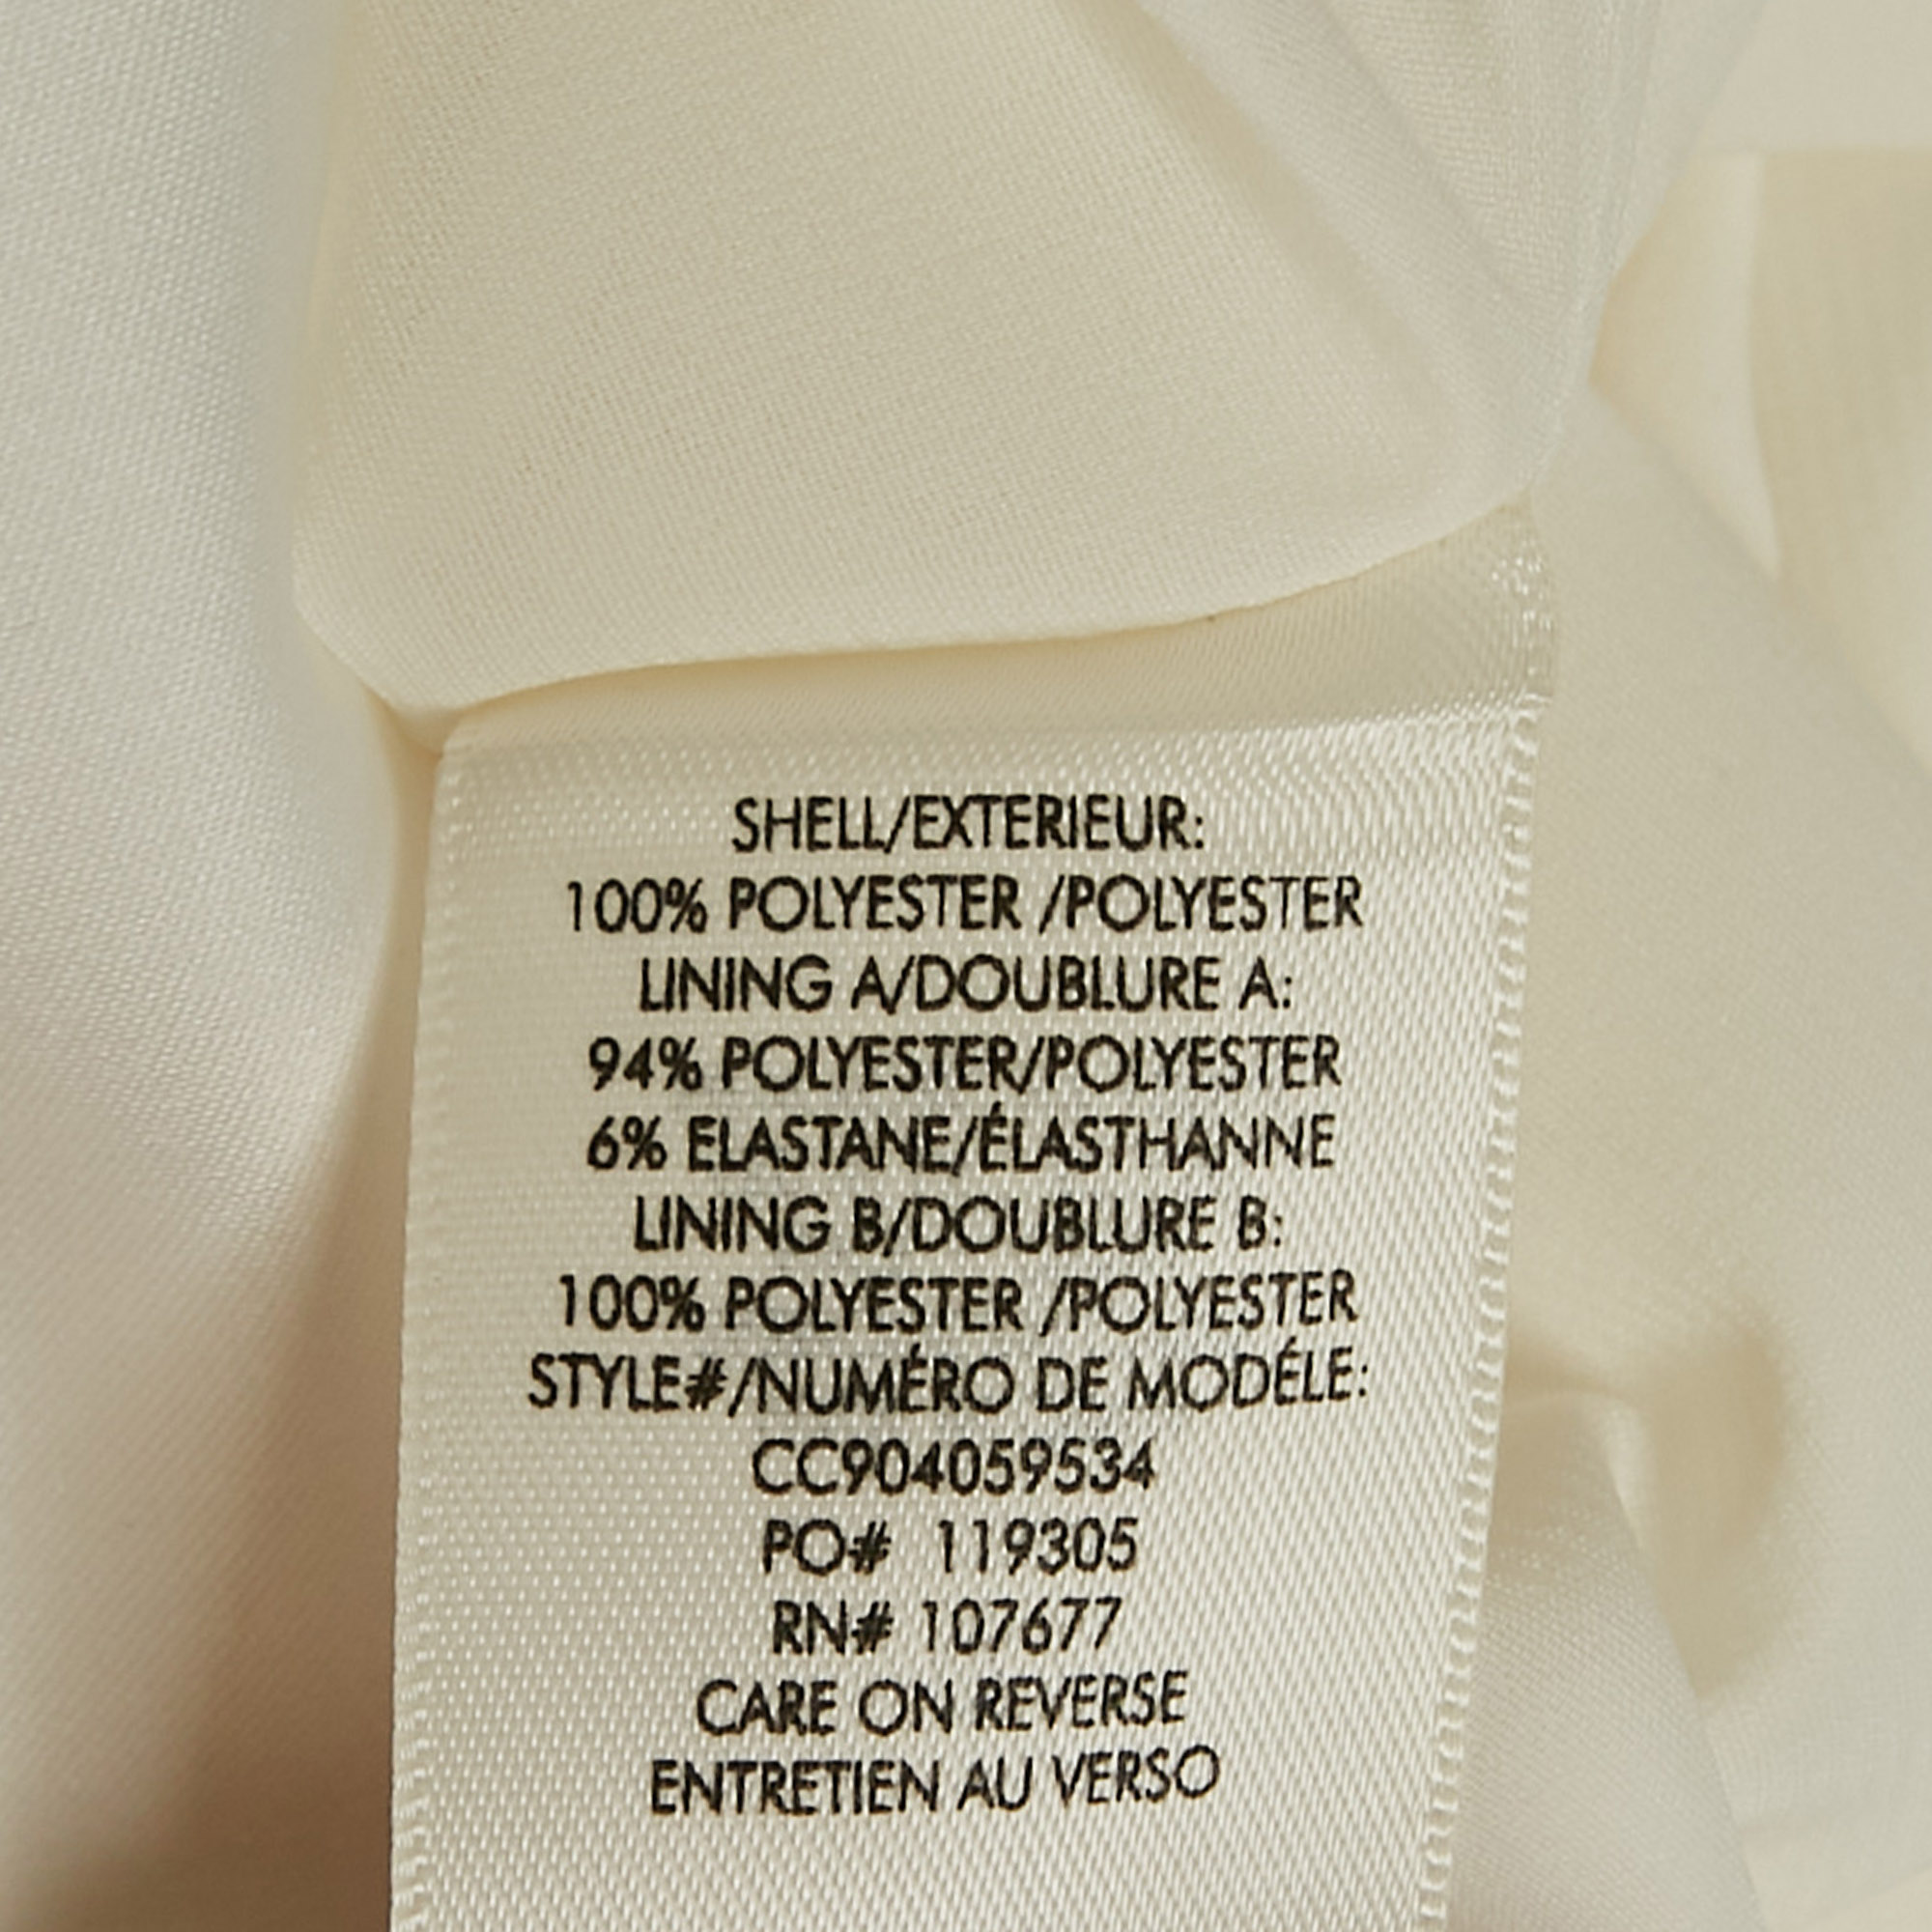 SHELL/EXTERIEUR:
100% POLYESTER /POLYESTER
LINING A/DOUBLURE A:
94% POLYESTER/POLYESTER
6% ELASTANE/ÉLASTHANNE
LINING B/DOUBLURE B:
100% POLYESTER /POLYESTER
STYLE#/NUMÉRO DE MODÉLE:
CC904059534
PO# 119305
RN# 107677
CARE ON REVERSE
ENTRETIEN AU VERSO